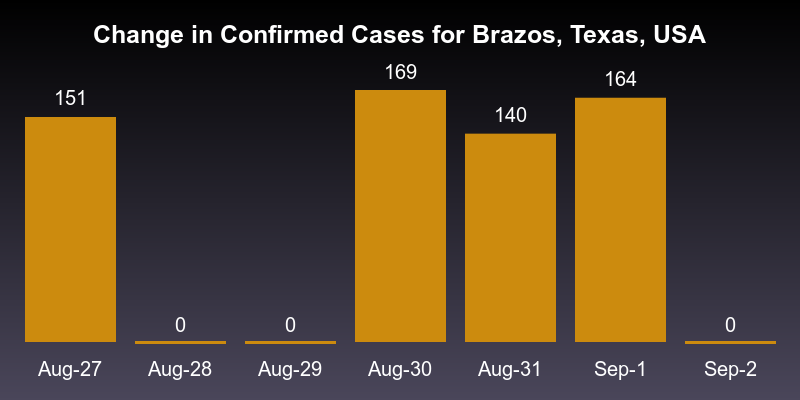 Change in Confirmed Cases for Brazos, Texas, USA
151
0
0
169
140
164
0
Aug-27
Aug-28
Aug-29
Aug-30
Aug-31
Sep-1
Sep-2